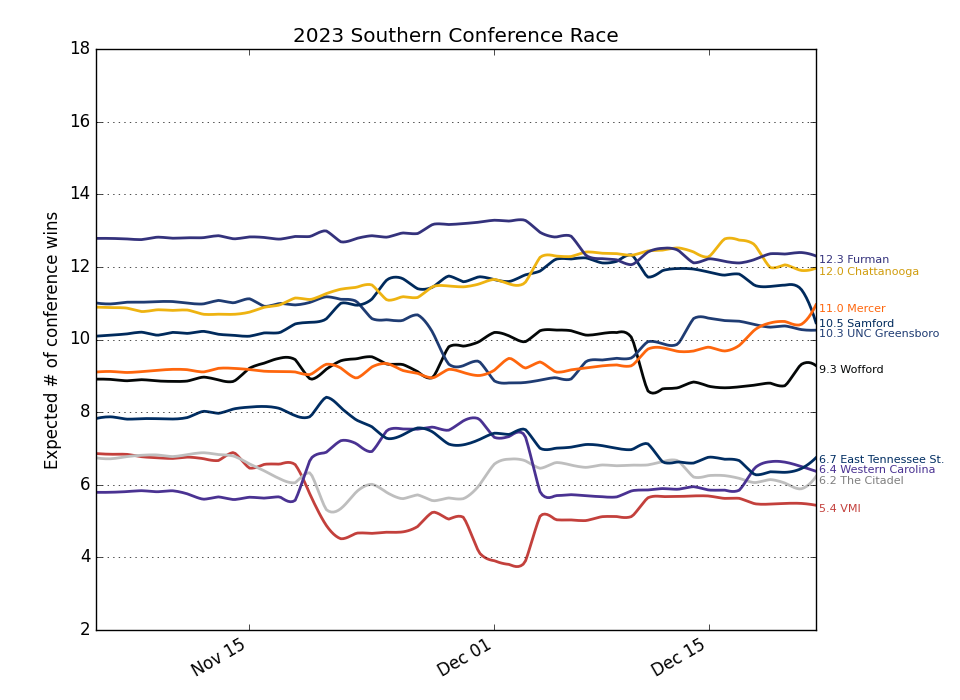 2023 Southern Conference Race
Expected # of conference wins
18
16
14
12
10
8
6
4
2
Nov 15
Dec 01
Dec 15
12.3 Furman
12.0 Chattanooga
11.0 Mercer
10.5 Samford
10.3 UNC Greensboro
9.3 Wofford
6.7 East Tennessee St.
6.4 Western Carolina
6.2 The Citadel
5.4 VMI